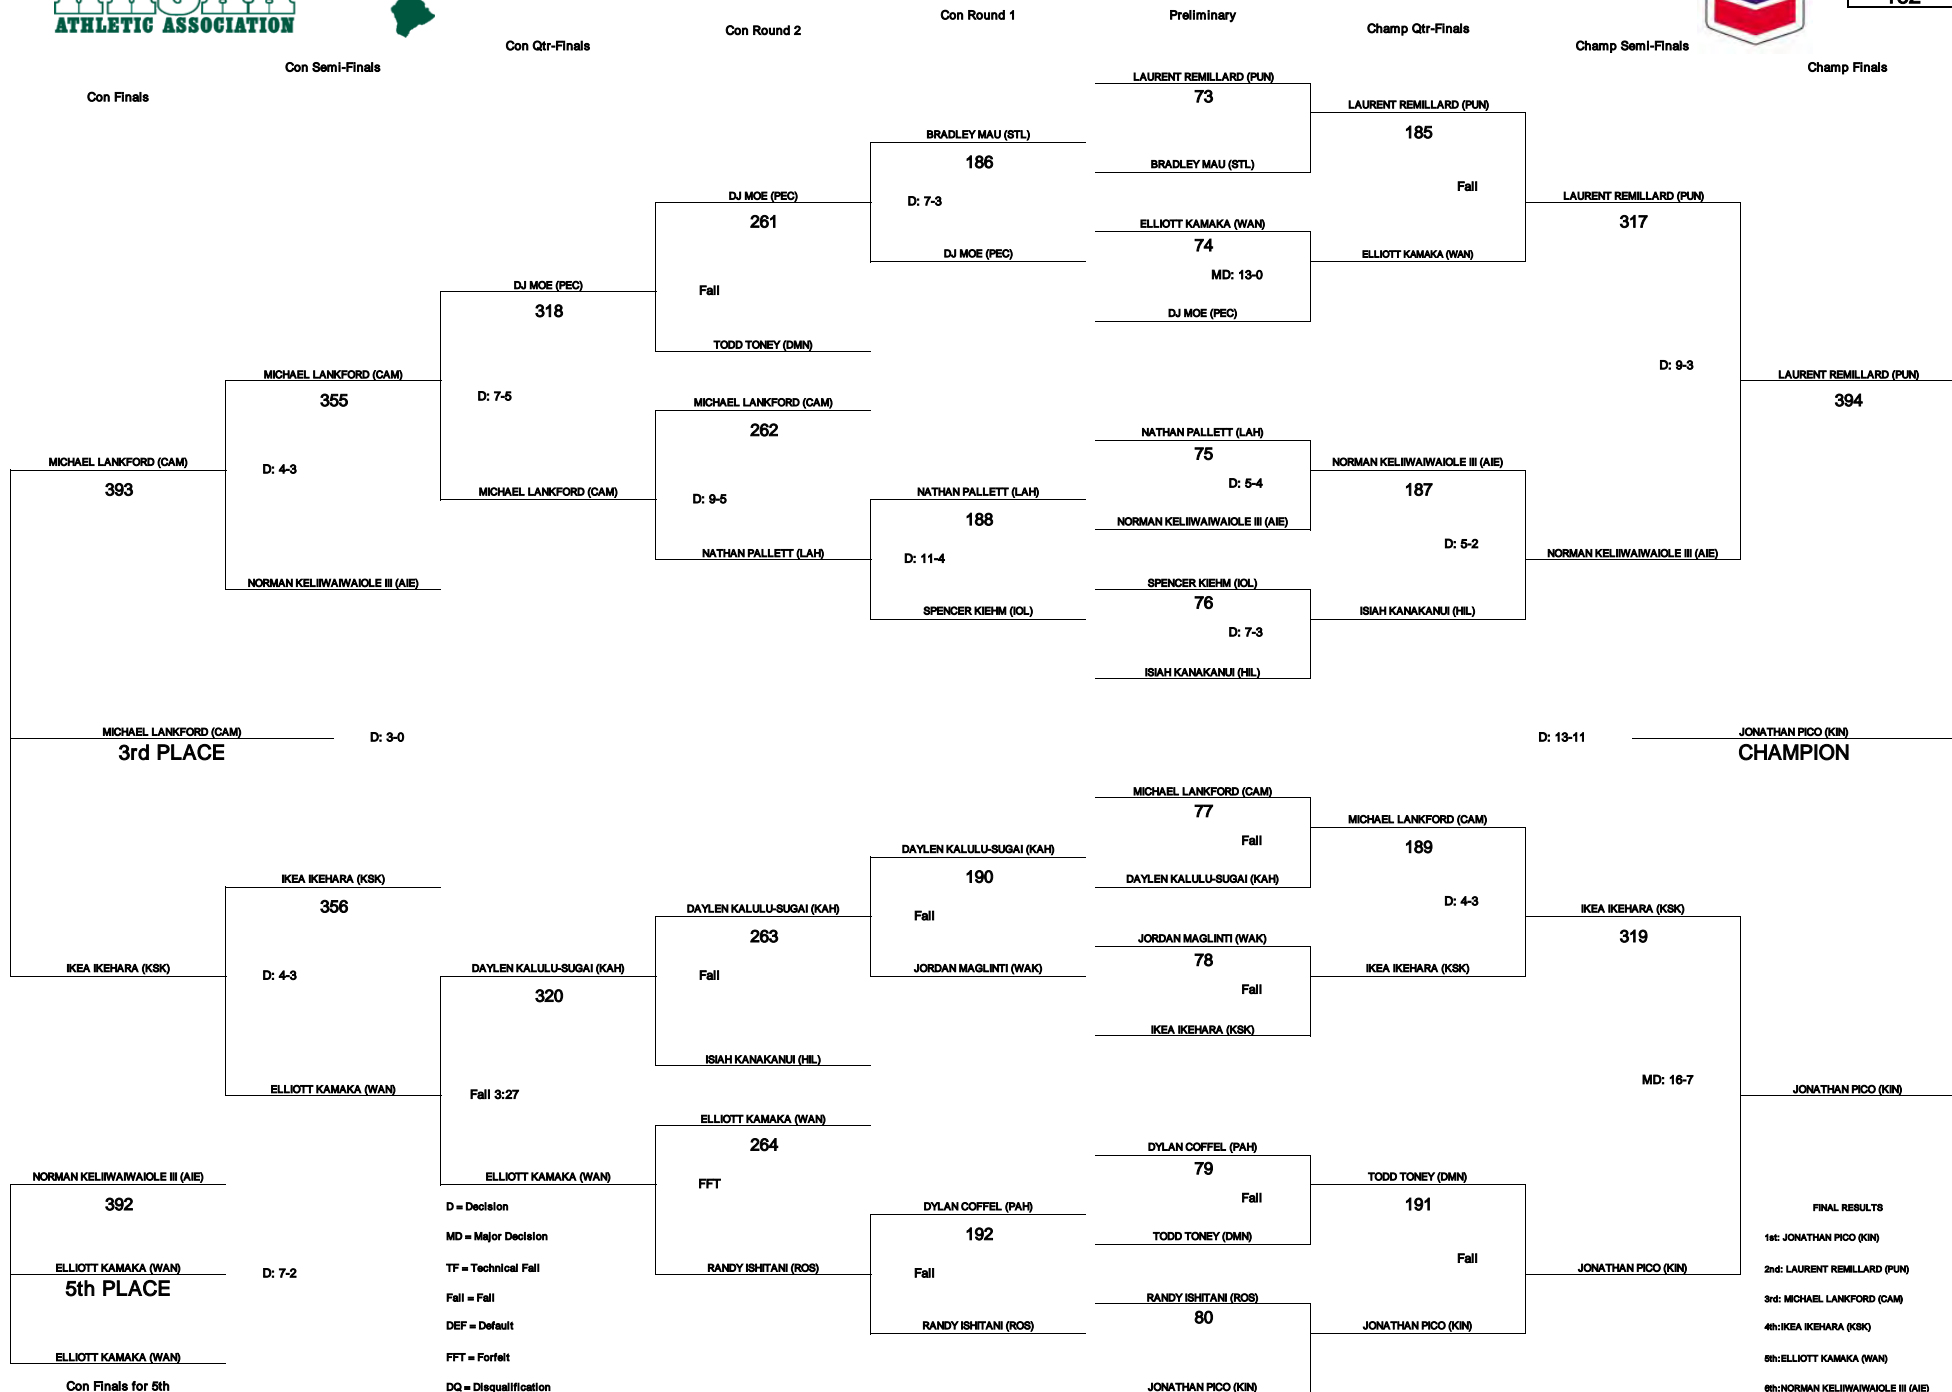 ATHLETIC ASSOCIATION
Con Finals
Con Semi-Finals
Con Qtr-Finals
Con Round 2
Con Round 1
Preliminary
Champ Qtr-Finals
Champ Semi-Finals
Champ Finals
LAURENT REMILLARD (PUN)
73
BRADLEY MAU (STL)
ELLIOTT KAMAKA (WAN)
74
MD: 13-0
DJ MOE (PEC)
NATHAN PALLETT (LAH)
75
D: 5-4
NORMAN KELIIWAIWAIOLE III (AIE)
SPENCER KIEHM (IOL)
76
D: 7-3
ISIAH KANAKANUI (HIL)
MICHAEL LANKFORD (CAM)
77
Fall
DAYLEN KALULU-SUGAI (KAH)
JORDAN MAGLINTI (WAK)
78
Fall
IKEA IKEHARA (KSK)
DYLAN COFFEL (PAH)
79
Fall
TODD TONEY (DMN)
RANDY ISHITANI (ROS)
80
JONATHAN PICO (KIN)
LAURENT REMILLARD (PUN)
185
Fall
ELLIOTT KAMAKA (WAN)
NORMAN KELIIWAIWAIOLE III (AIE)
187
D: 5-2
ISIAH KANAKANUI (HIL)
MICHAEL LANKFORD (CAM)
189
D: 4-3
IKEA IKEHARA (KSK)
TODD TONEY (DMN)
191
Fall
JONATHAN PICO (KIN)
LAURENT REMILLARD (PUN)
317
D: 9-3
NORMAN KELIIWAIWAIOLE III (AIE)
IKEA IKEHARA (KSK)
319
MD: 16-7
JONATHAN PICO (KIN)
LAURENT REMILLARD (PUN)
394
D: 13-11
JONATHAN PICO (KIN)
CHAMPION
JONATHAN PICO (KIN)
BRADLEY MAU (STL)
186
D: 7-3
DJ MOE (PEC)
NATHAN PALLETT (LAH)
188
D: 11-4
SPENCER KIEHM (IOL)
DAYLEN KALULU-SUGAI (KAH)
190
Fall
JORDAN MAGLINTI (WAK)
DYLAN COFFEL (PAH)
192
Fall
RANDY ISHITANI (ROS)
DJ MOE (PEC)
261
Fall
TODD TONEY (DMN)
MICHAEL LANKFORD (CAM)
262
D: 9-5
NATHAN PALLETT (LAH)
DAYLEN KALULU-SUGAI (KAH)
263
Fall
ISIAH KANAKANUI (HIL)
ELLIOTT KAMAKA (WAN)
264
FFT
RANDY ISHITANI (ROS)
DJ MOE (PEC)
318
D: 7-5
MICHAEL LANKFORD (CAM)
DAYLEN KALULU-SUGAI (KAH)
320
Fall 3:27
ELLIOTT KAMAKA (WAN)
MICHAEL LANKFORD (CAM)
355
D: 4-3
NORMAN KELIIWAIWAIOLE III (AIE)
IKEA IKEHARA (KSK)
356
D: 4-3
ELLIOTT KAMAKA (WAN)
MICHAEL LANKFORD (CAM)
393
MICHAEL LANKFORD (CAM)
3rd PLACE
D: 3-0
IKEA IKEHARA (KSK)
NORMAN KELIIWAIWAIOLE III (AIE)
392
ELLIOTT KAMAKA (WAN)
5th PLACE
D: 7-2
ELLIOTT KAMAKA (WAN)
Con Finals for 5th
D = Decision
MD = Major Decision
TF = Technical Fall
Fall = Fall
DEF = Default
FFT = Forfeit
DQ = Disqualification
FINAL RESULTS
1st: JONATHAN PICO (KIN)
2nd: LAURENT REMILLARD (PUN)
3rd: MICHAEL LANKFORD (CAM)
4th:IKEA IKEHARA (KSK)
5th:ELLIOTT KAMAKA (WAN)
6th:NORMAN KELIIWAIWAIOLE III (AIE)